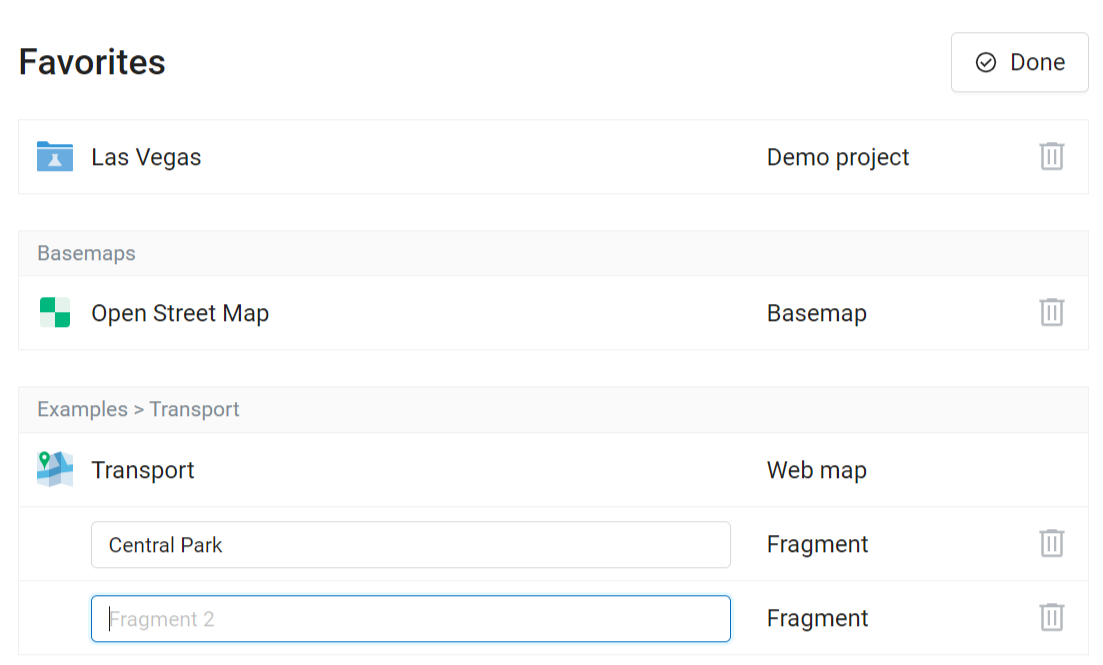 Favorites
Done
Las Vegas Demo project
Basemaps
Open Street Map Basemap
Examples > Transport
Transport Web map
Central Park Fragment
Fragment 2 Fragment